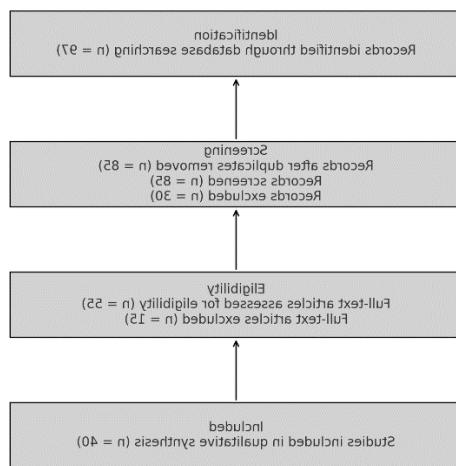 Identification
Records identified through database searching (n = 97)
Screening
Records after duplicates removed (n = 85)
Records screened (n = 85)
Records excluded (n = 30)
Eligibility
Full-text articles assessed for eligibility (n = 55)
Full-text articles excluded (n = 15)
Included
Studies included in qualitative synthesis (n = 40)